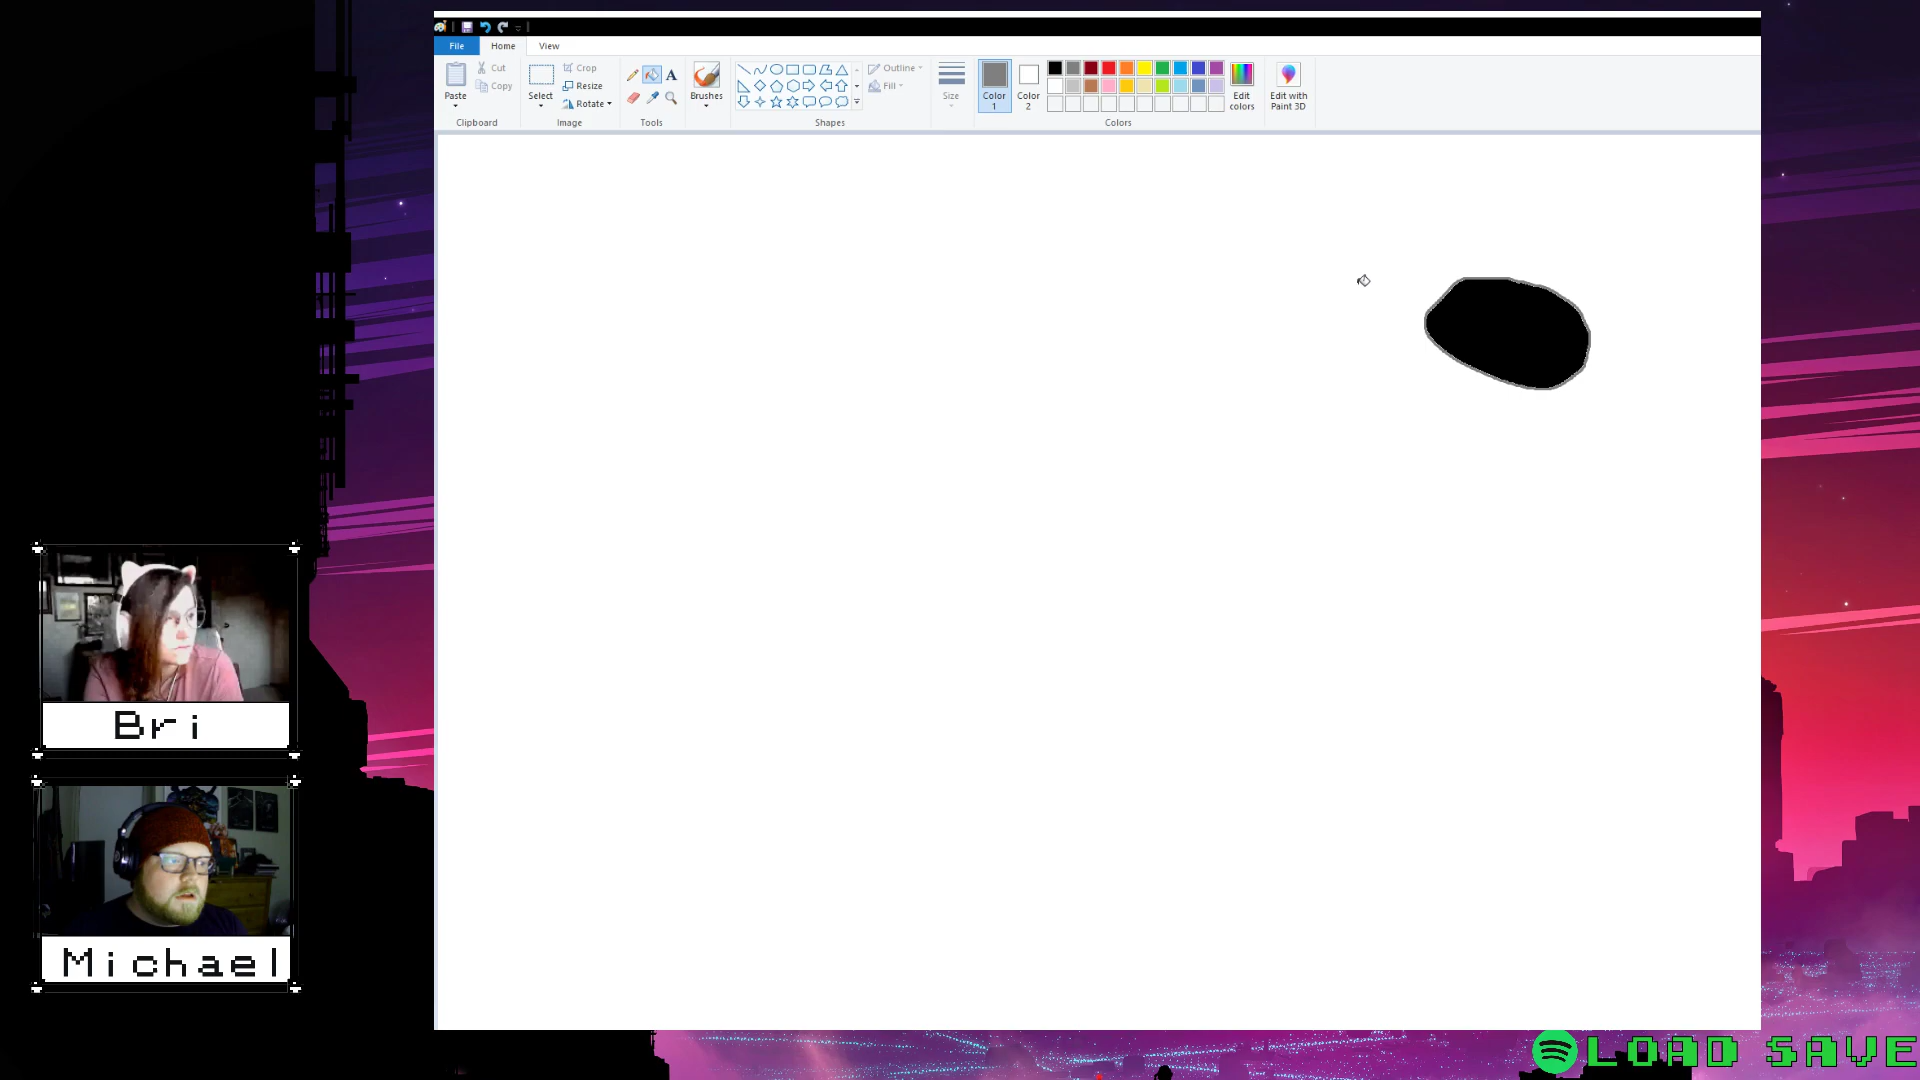 File Home View
Paste Cut Copy Select Crop Resize Rotate A Brushes Outline Fill Size Color 1 Color 2 Edit colors Edit with Paint 3D
Clipboard Image Tools Shapes Colors
Bri
Michael
LOAD SAVE